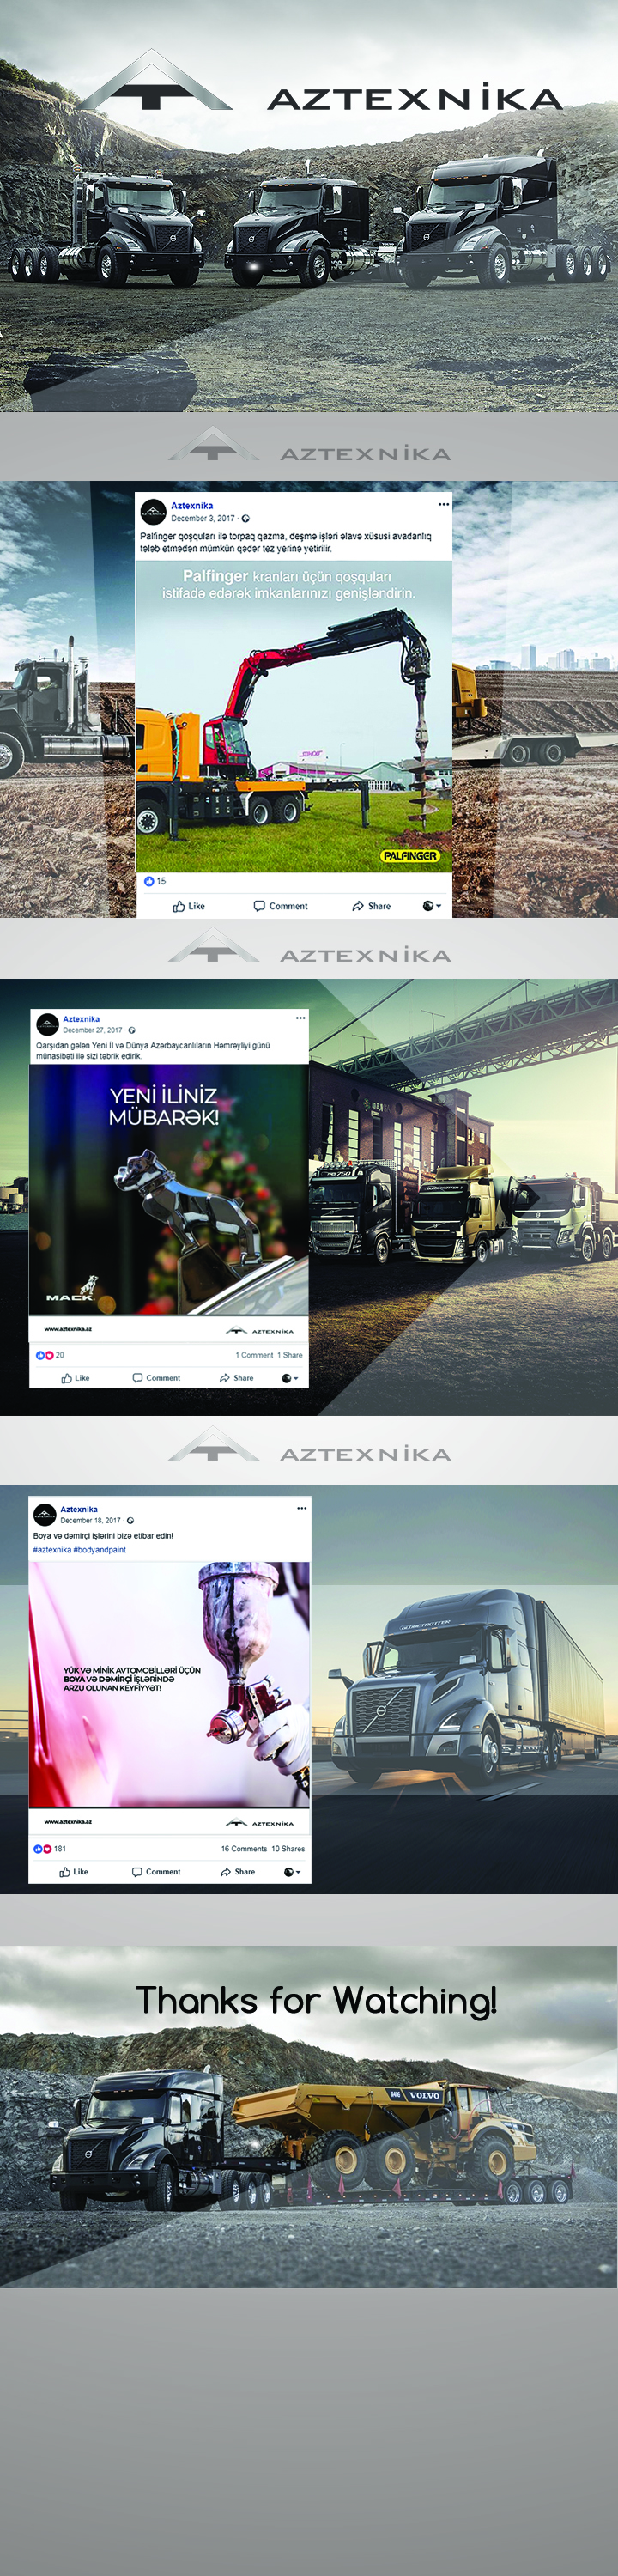 AZTEXNİKA
AZTEXNİKA
Aztexnika
December 3, 2017 ·
Palfinger qoşquları ilə torpaq qazma, deşmə işləri əlavə xüsusi avadanlıq
tələb etmədən mümkün qədər tez yerinə yetirilir.
Palfinger kranları üçün qoşquları
istifadə edərək imkanlarınızı genişləndirin.
PALFINGER
15
Like Comment Share
AZTEXNİKA
Aztexnika
December 27, 2017 ·
Qarşıdan gələn Yeni İl və Dünya Azərbaycanlıların Həmrəyliyi günü
münasibəti ilə sizi təbrik edirik.
YENİ İLİNİZ
MÜBARƏK!
MACK
www.aztexnika.az AZTEXNİKA
20 1 Comment 1 Share
Like Comment Share
AZTEXNİKA
Aztexnika
December 18, 2017 ·
Boya və dəmirçi işlərini bizə etibar edin!
#aztexnika #bodyandpaint
YÜK VƏ MİNİK AVTOMOBİLLƏRİ ÜÇÜN
BOYA VƏ DƏMİRÇİ İŞLƏRİNDƏ
ARZU OLUNAN KEYFİYYƏT!
www.aztexnika.az AZTEXNİKA
181 16 Comments 10 Shares
Like Comment Share
Thanks for Watching!
VOLVO